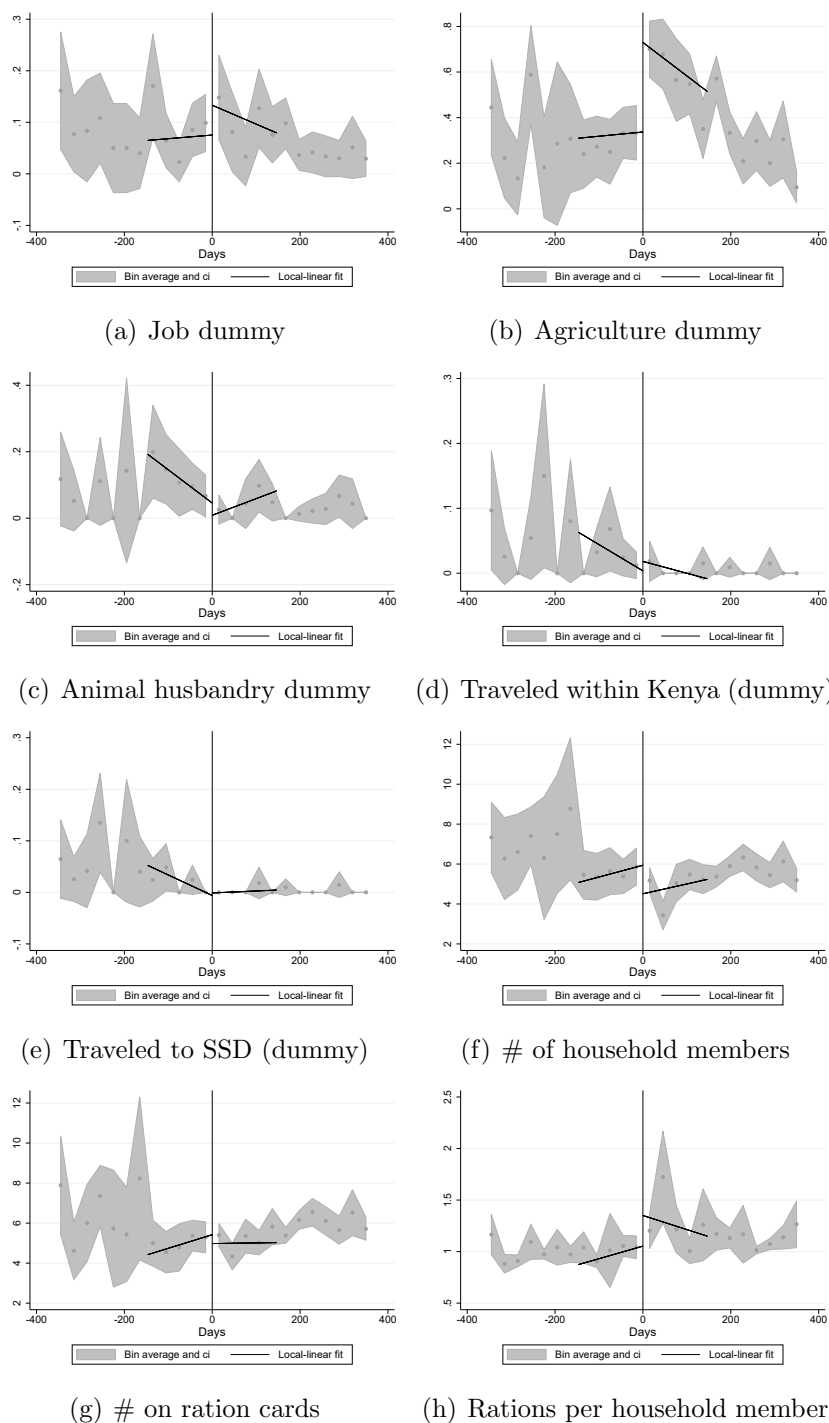 .3
.2
.1
0
-.1
-400
-200
0
200
400
Days
Bin average and ci
Local-linear fit
(a) Job dummy
.8
.6
.4
.2
0
-400
-200
0
200
400
Days
Bin average and ci
Local-linear fit
(b) Agriculture dummy
.4
.2
0
-.2
-400
-200
0
200
400
Days
Bin average and ci
Local-linear fit
(c) Animal husbandry dummy
.3
.2
.1
0
-400
-200
0
200
400
Days
Bin average and ci
Local-linear fit
(d) Traveled within Kenya (dummy)
.3
.2
.1
0
-.1
-400
-200
0
200
400
Days
Bin average and ci
Local-linear fit
(e) Traveled to SSD (dummy)
12
10
8
6
4
2
-400
-200
0
200
400
Days
Bin average and ci
Local-linear fit
(f) # of household members
12
10
8
6
4
2
-400
-200
0
200
400
Days
Bin average and ci
Local-linear fit
(g) # on ration cards
2.5
2
1.5
1
.5
-400
-200
0
200
400
Days
Bin average and ci
Local-linear fit
(h) Rations per household member